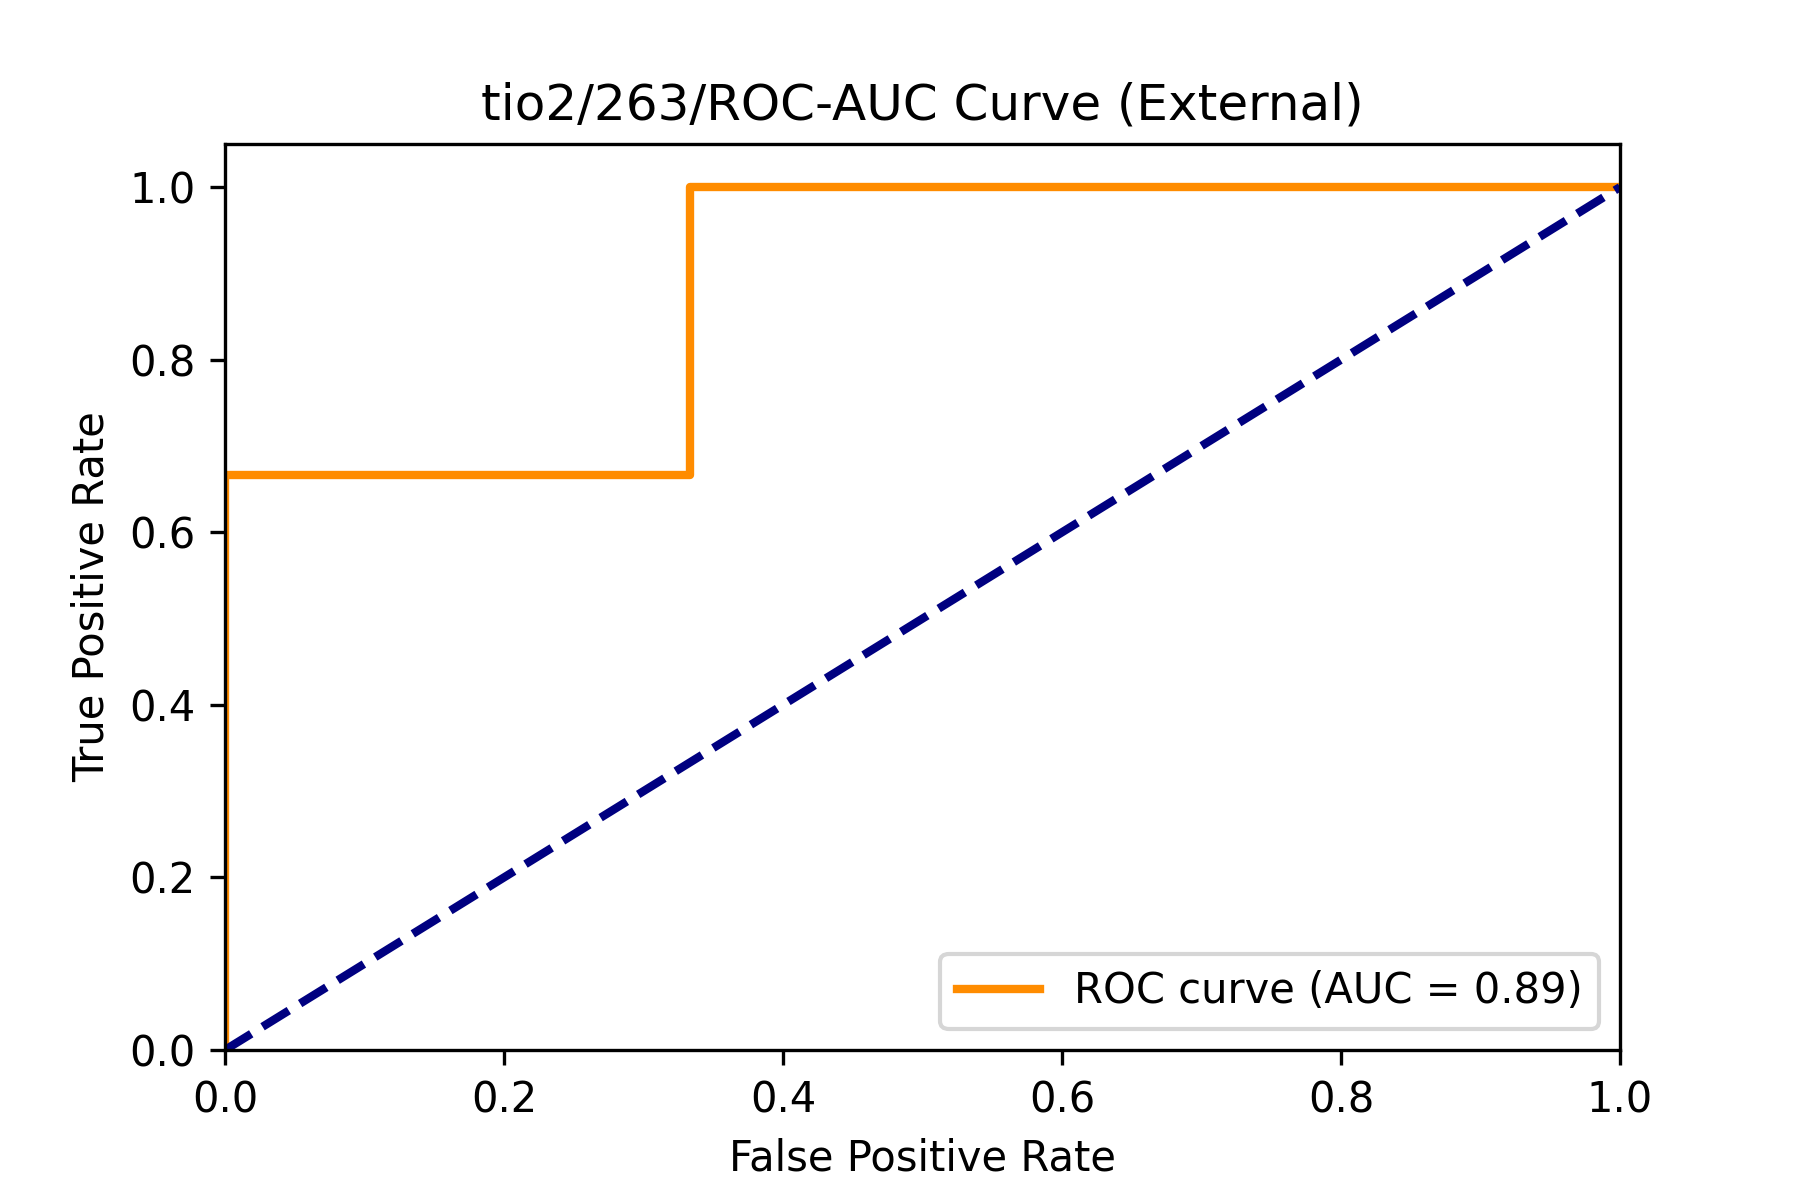 tio2/263/ROC-AUC Curve (External)
1.0
0.8
0.6
0.4
0.2
0.0
True Positive Rate
ROC curve (AUC = 0.89)
0.0 0.2 0.4 0.6 0.8 1.0
False Positive Rate